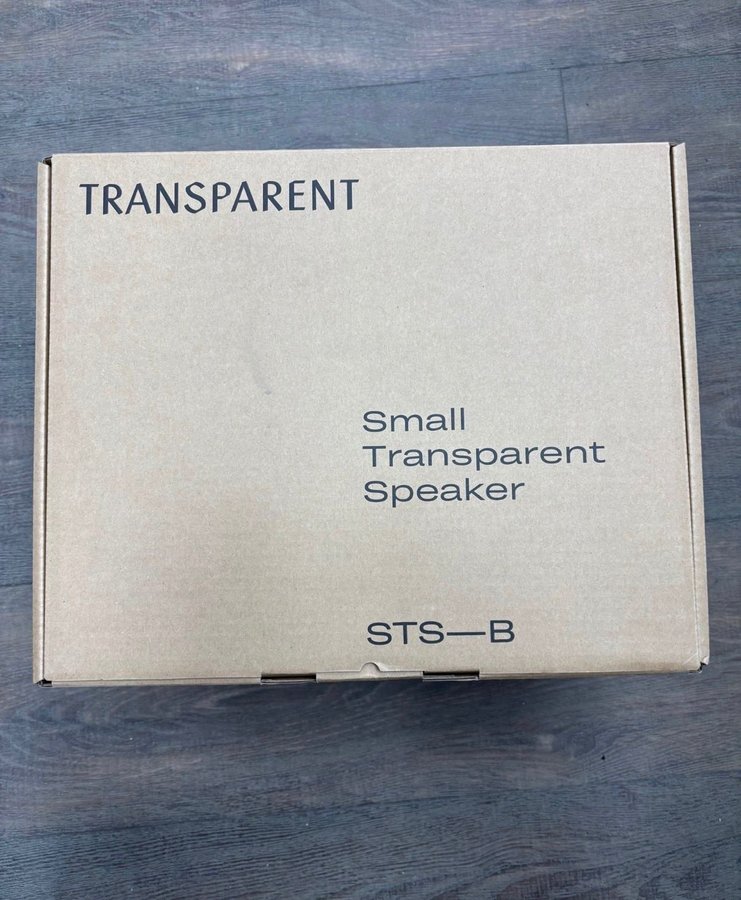 TRANSPARENT
Small
Transparent
Speaker
STS—B